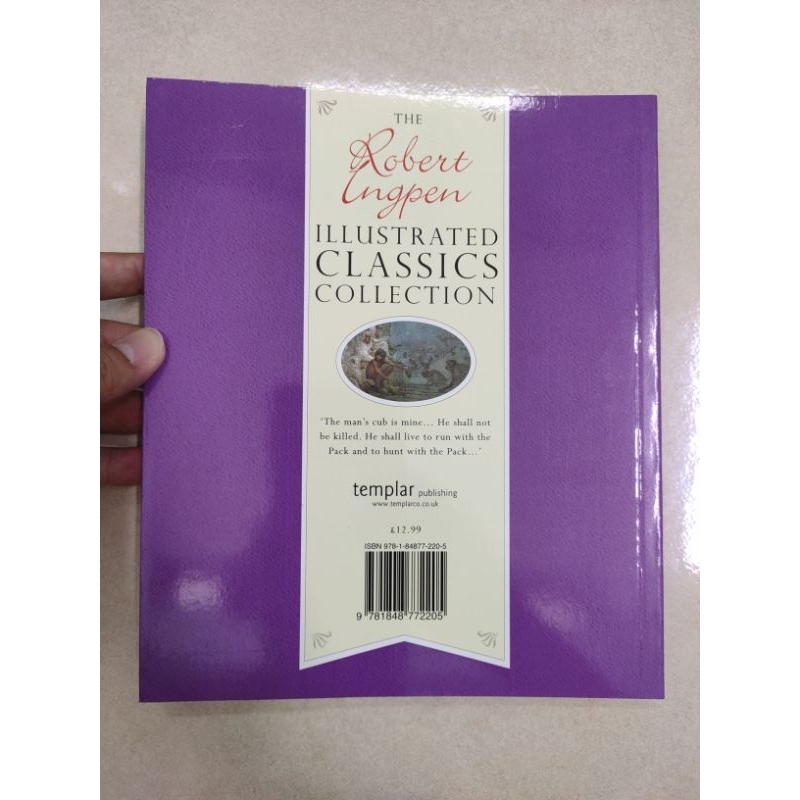 THE
Robert
Ingpen
ILLUSTRATED
CLASSICS
COLLECTION
"The man's cub is mine... He shall not
be killed. He shall live to run with the
Pack and to hunt with the Pack..."
templar publishing
www.templarco.co.uk
£12.99
ISBN 978-1-84877-220-5
9 781848 772205